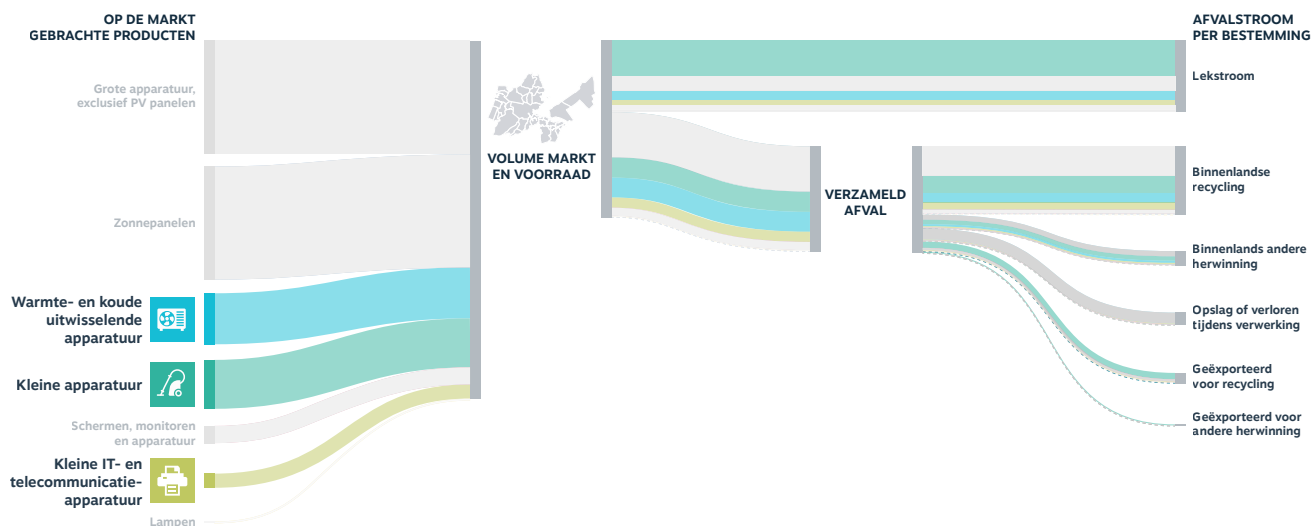 OP DE MARKT
GEBRACHTE PRODUCTEN
Grote apparatuur,
exclusief PV panelen
Zonnepanelen
Warmte- en koude
uitwisselende
apparatuur
Kleine apparatuur
Schermen, monitoren
en apparatuur
Kleine IT- en
telecommunicatie-
apparatuur
Lampen
VOLUME MARKT
EN VOORRAAD
VERZAMELD
AFVAL
AFVALSTROOM
PER BESTEMMING
Lekstroom
Binnenlandse
recycling
Binnenlands andere
herwinning
Opslag of verloren
tijdens verwerking
Geëxporteerd
voor recycling
Geëxporteerd voor
andere herwinning